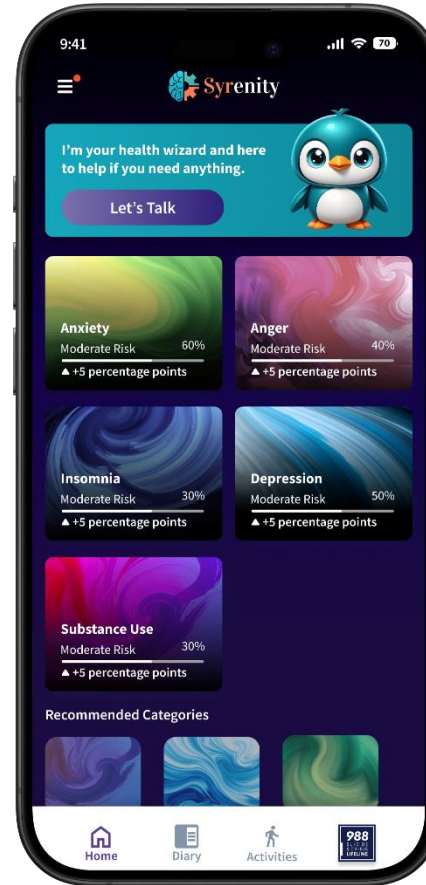 9:41
70
Syrenity
I'm your health wizard and here
to help if you need anything.
Let's Talk
Anxiety
Moderate Risk 60%
▲ +5 percentage points
Anger
Moderate Risk 40%
▲ +5 percentage points
Insomnia
Moderate Risk 30%
▲ +5 percentage points
Depression
Moderate Risk 50%
▲ +5 percentage points
Substance Use
Moderate Risk 30%
▲ +5 percentage points
Recommended Categories
Home
Diary
Activities
988
LIFELINE